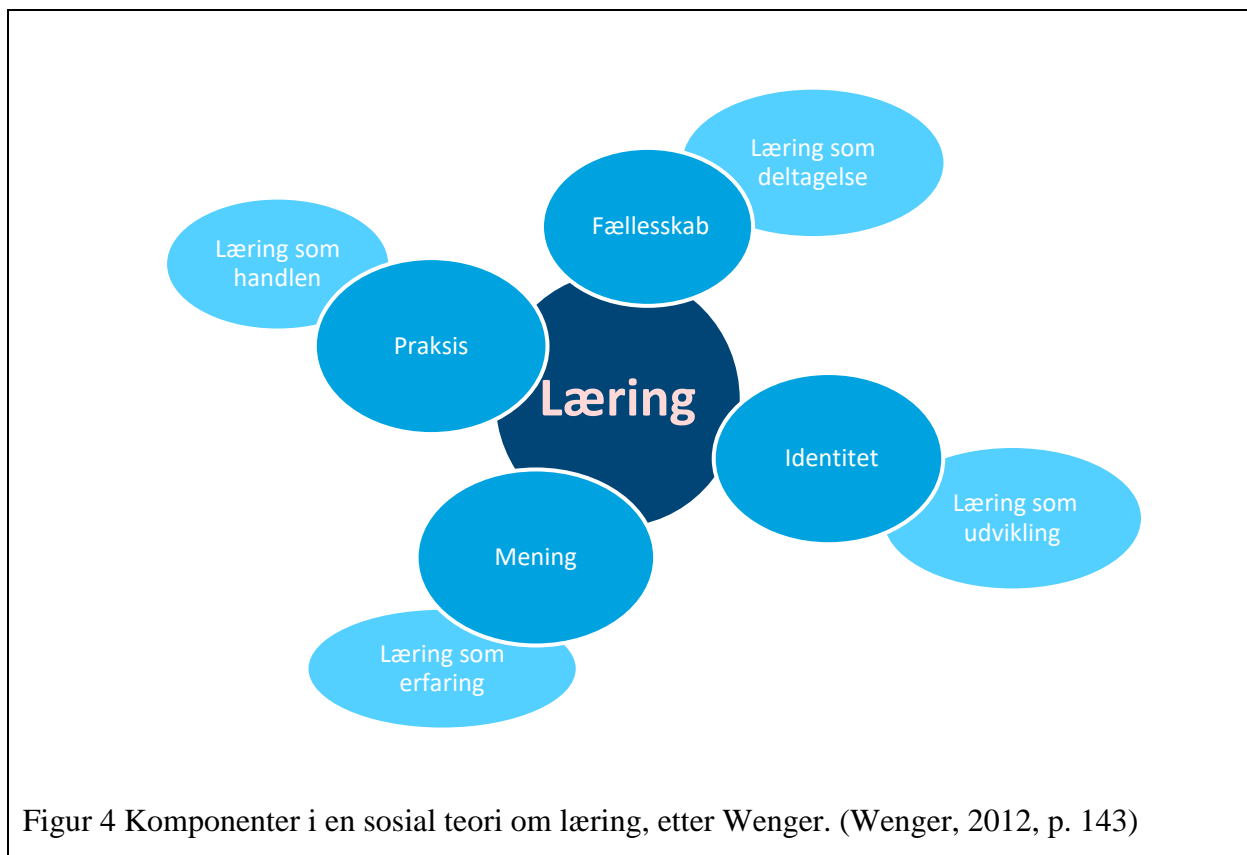 Læring som
deltagelse
Fællesskab
Læring som
handlen
Praksis
Læring
Identitet
Læring som
udvikling
Mening
Læring som
erfaring
Figur 4 Komponenter i en sosial teori om læring, etter Wenger. (Wenger, 2012, p. 143)